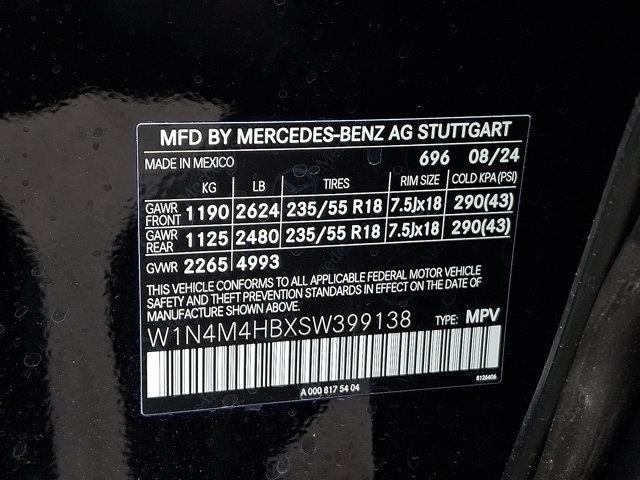 MFD BY MERCEDES-BENZ AG STUTTGART
MADE IN MEXICO 696 08/24
KG LB TIRES RIM SIZE COLD KPA(PSI)
GAWR FRONT 1190 2624 235/55 R18 7.5Jx18 290(43)
GAWR REAR 1125 2480 235/55 R18 7.5Jx18 290(43)
GVWR 2265 4993
THIS VEHICLE CONFORMS TO ALL APPLICABLE FEDERAL MOTOR VEHICLE
SAFETY AND THEFT PREVENTION STANDARDS IN EFFECT ON THE DATE OF
MANUFACTURE SHOWN ABOVE.
W1N4M4HBXSW399138 TYPE: MPV
A 000 817 54 04 8126406